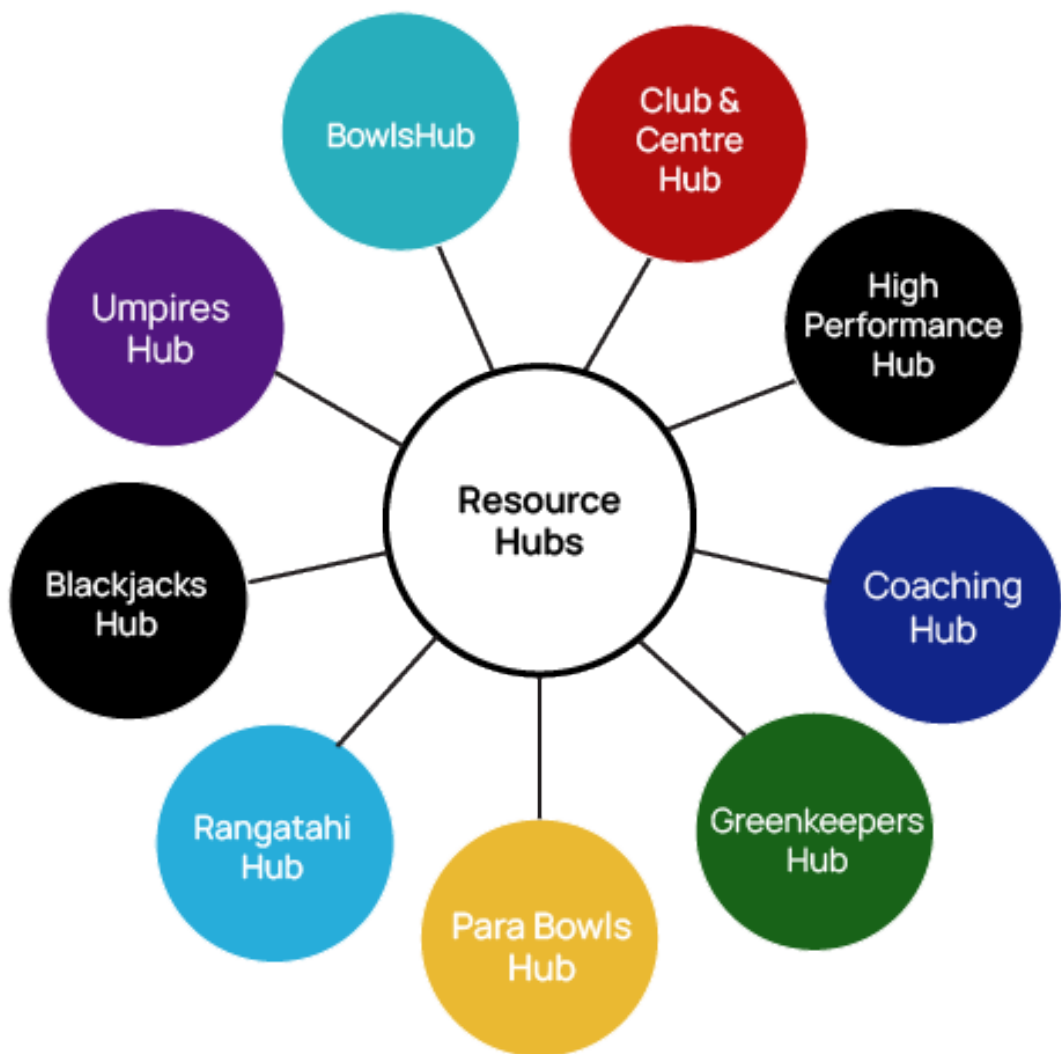 BowlsHub
Club &
Centre
Hub
High
Performance
Hub
Umpires
Hub
Resource
Hubs
Coaching
Hub
Blackjacks
Hub
Rangatahi
Hub
Greenkeepers
Hub
Para Bowls
Hub